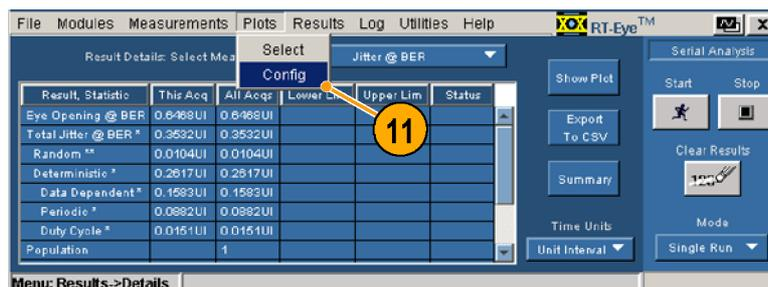 File Modules Measurements Plots Results Log Utilities Help RT-Eye™ X
Select
Config
Result Details: Select Mea Jitter @ BER
Serial Analysis
Show Plot
Start Stop
Result, Statistic This Acq All Acqs Lower Lim Upper Lim Status
11
Eye Opening @ BER 0.6468UI 0.6468UI
Total Jitter @ BER * 0.3532UI 0.3532UI
Export
To CSV
Random ** 0.0104UI 0.0104UI
Clear Results
Deterministic * 0.2617UI 0.2617UI
Summary
Data Dependent * 0.1583UI 0.1583UI
Periodic * 0.0882UI 0.0882UI
Duty Cycle * 0.0151UI 0.0151UI
Time Units
Mode
Population 1
Unit Interval
Single Run
Menu: Results->Details